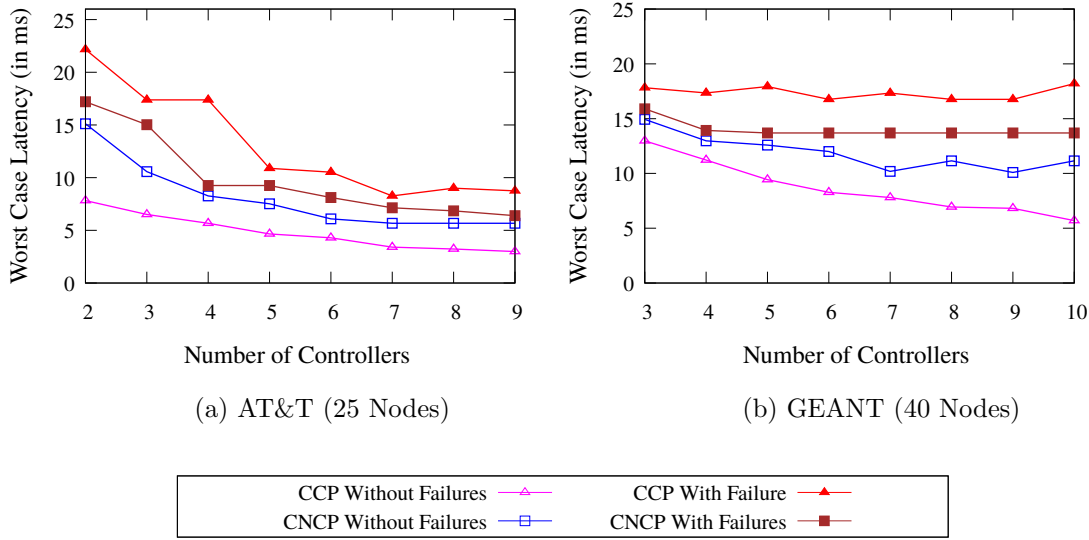 Worst Case Latency (in ms)
25
20
15
10
5
0
2 3 4 5 6 7 8 9
Number of Controllers
(a) AT&T (25 Nodes)
Worst Case Latency (in ms)
25
20
15
10
5
0
3 4 5 6 7 8 9 10
Number of Controllers
(b) GEANT (40 Nodes)
CCP Without Failures CCP With Failure
CNCP Without Failures CNCP With Failures